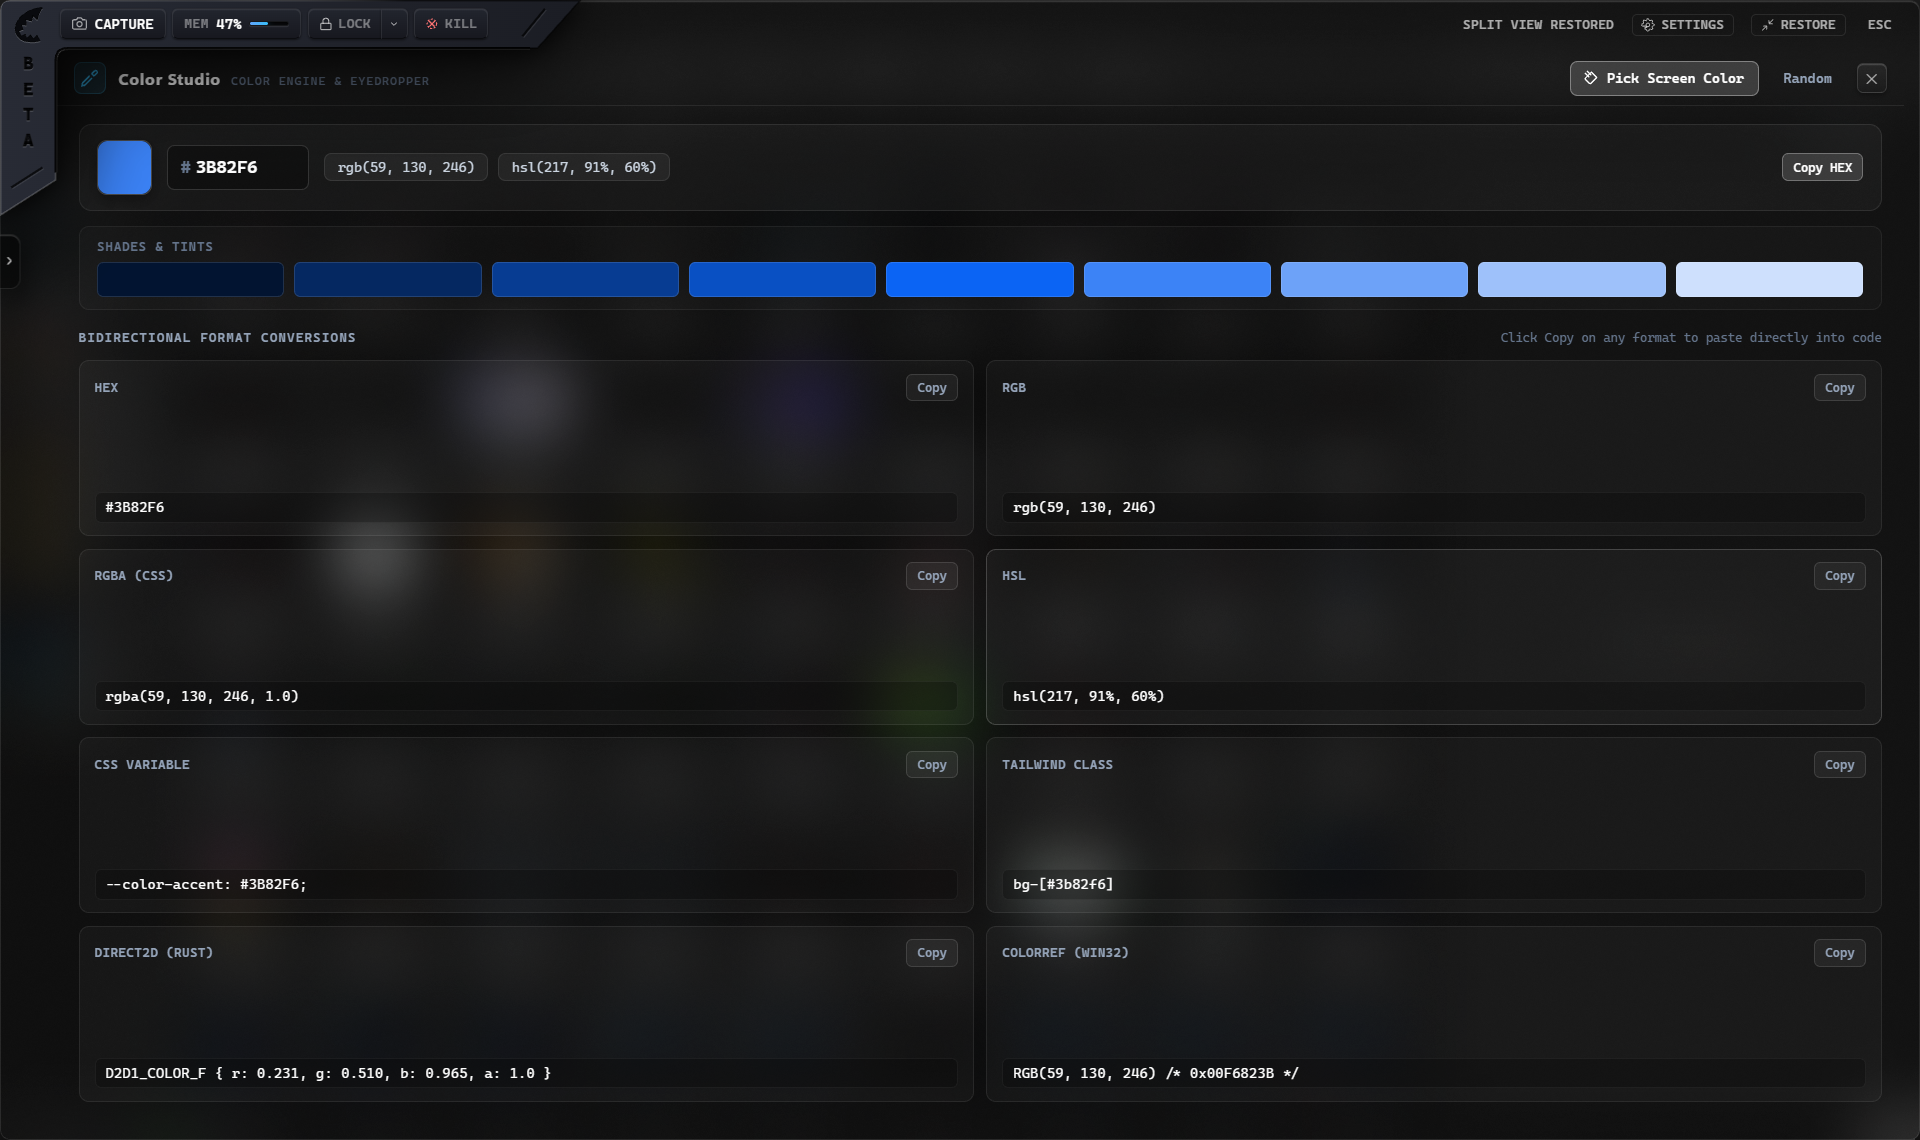 CAPTURE
MEM 47%
LOCK
KILL
SPLIT VIEW RESTORED
SETTINGS
RESTORE
ESC
B
E
T
A
Color Studio
COLOR ENGINE & EYEDROPPER
Pick Screen Color
Random
# 3B82F6
rgb(59, 130, 246)
hsl(217, 91%, 60%)
Copy HEX
SHADES & TINTS
BIDIRECTIONAL FORMAT CONVERSIONS
Click Copy on any format to paste directly into code
HEX
Copy
#3B82F6
RGB
Copy
rgb(59, 130, 246)
RGBA (CSS)
Copy
rgba(59, 130, 246, 1.0)
HSL
Copy
hsl(217, 91%, 60%)
CSS VARIABLE
Copy
--color-accent: #3B82F6;
TAILWIND CLASS
Copy
bg-[#3b82f6]
DIRECT2D (RUST)
Copy
D2D1_COLOR_F { r: 0.231, g: 0.510, b: 0.965, a: 1.0 }
COLORREF (WIN32)
Copy
RGB(59, 130, 246) /* 0x00F6823B */